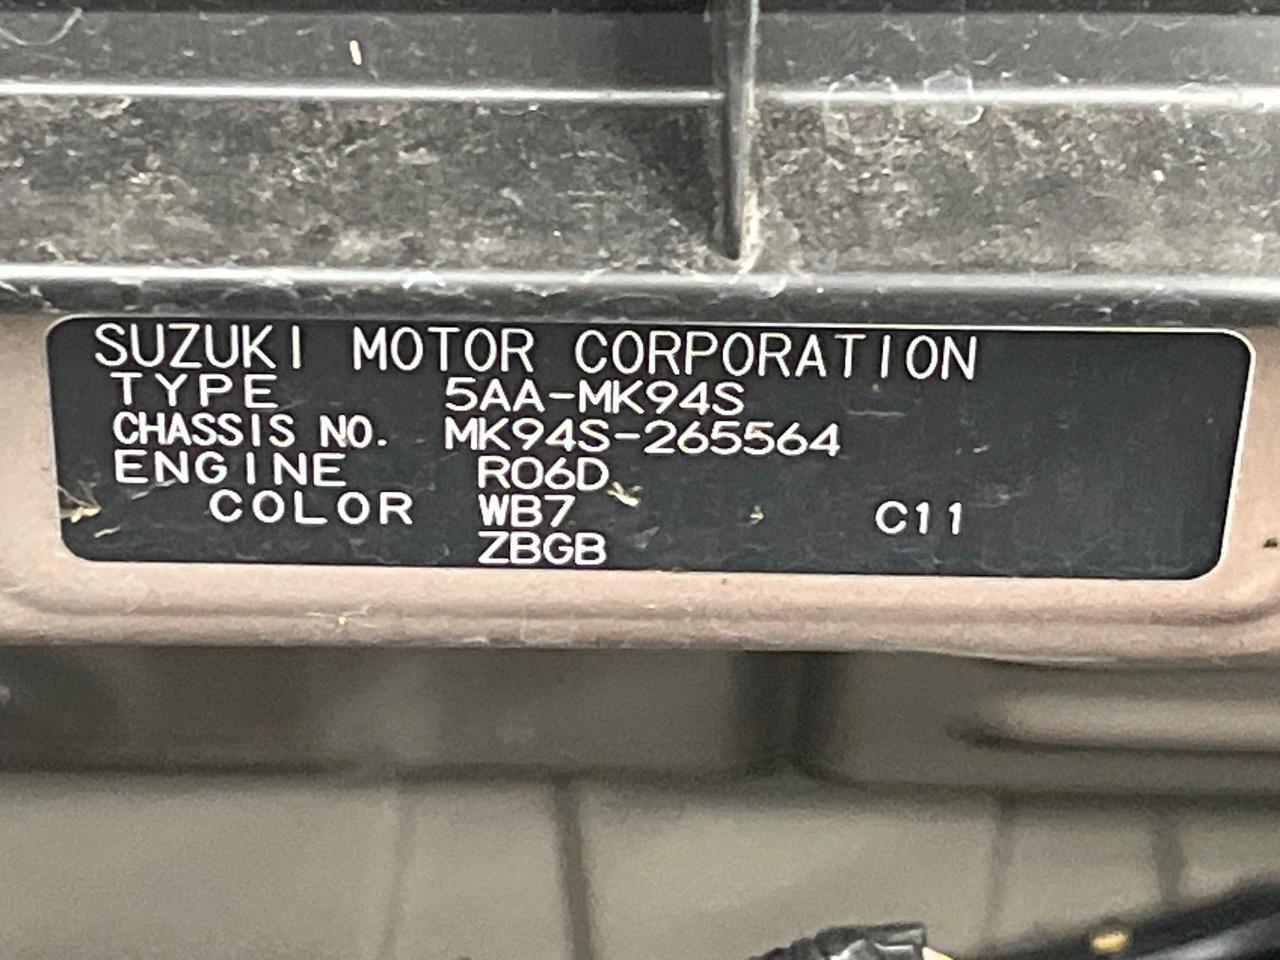 SUZUKI MOTOR CORPORATION
TYPE 5AA-MK94S
CHASSIS NO. MK94S-265564
ENGINE R06D
COLOR WB7 C11
ZBGB